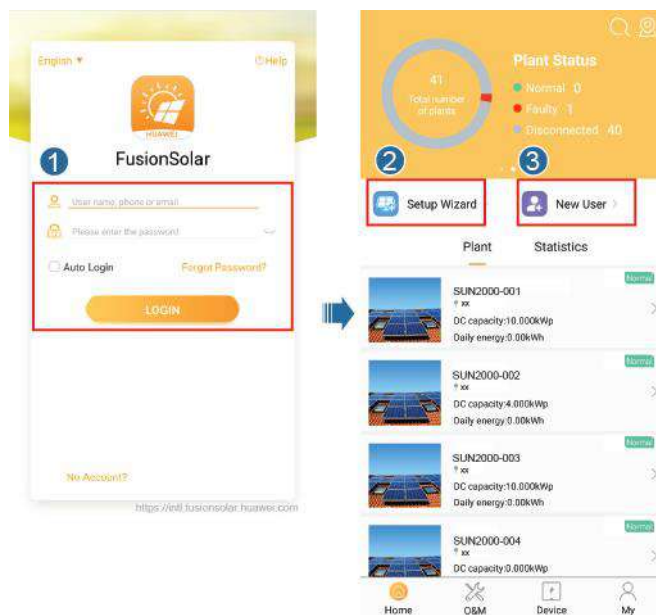 English ▼
Help
HUAWEI
1
FusionSolar
User name, phone or email
Please enter the password
Auto Login
Forgot Password?
LOGIN
No Account?
https://intl.fusionsolar.huawei.com
Plant Status
41
Total number
of plants
Normal 0
Faulty 1
Disconnected 40
2
3
Setup Wizard
New User >
Plant
Statistics
Normal
SUN2000-001
xx
DC capacity:10.000kWp
Daily energy:0.00kWh
Normal
SUN2000-002
xx
DC capacity:4.000kWp
Daily energy:0.00kWh
Normal
SUN2000-003
xx
DC capacity:10.000kWp
Daily energy:0.00kWh
Normal
SUN2000-004
xx
DC capacity:0.000kWp
Home
O&M
Device
My